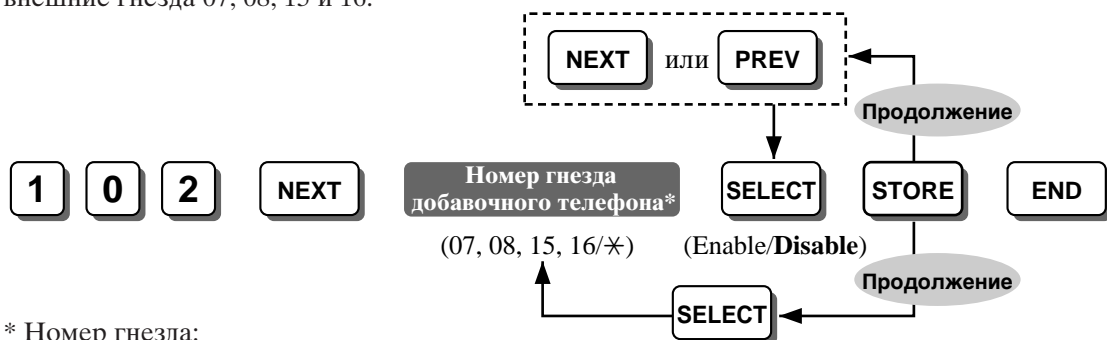 внешние гнезда 07, 08, 15 и 16.
NEXT или PREV
Продолжение
1 0 2 NEXT Номер гнезда добавочного телефона* SELECT STORE END
(07, 08, 15, 16/✳) (Enable/Disable)
Продолжение
SELECT
* Номер гнезда: